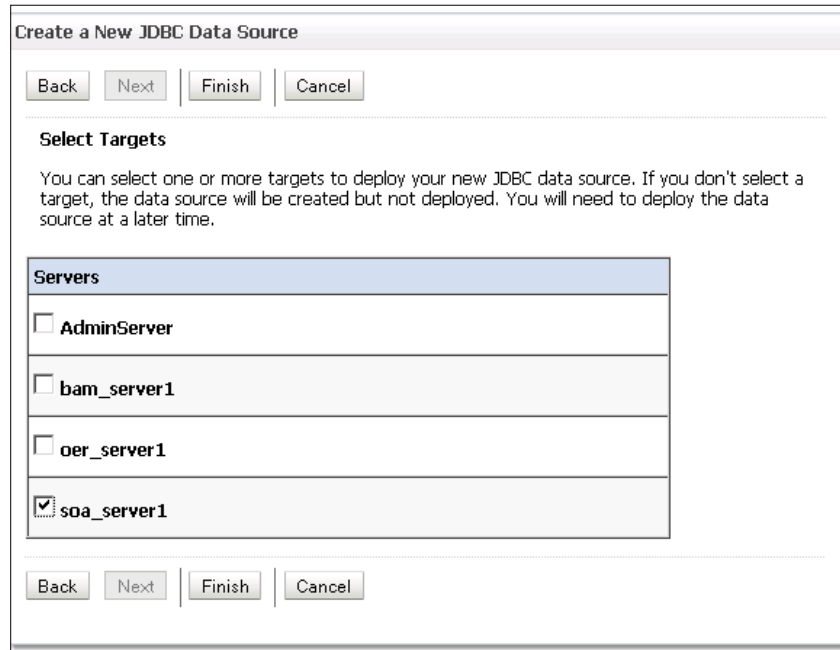 Create a New JDBC Data Source
Back Next Finish Cancel
Select Targets
You can select one or more targets to deploy your new JDBC data source. If you don't select a
target, the data source will be created but not deployed. You will need to deploy the data
source at a later time.
Servers
AdminServer
bam_server1
oer_server1
soa_server1
Back Next Finish Cancel